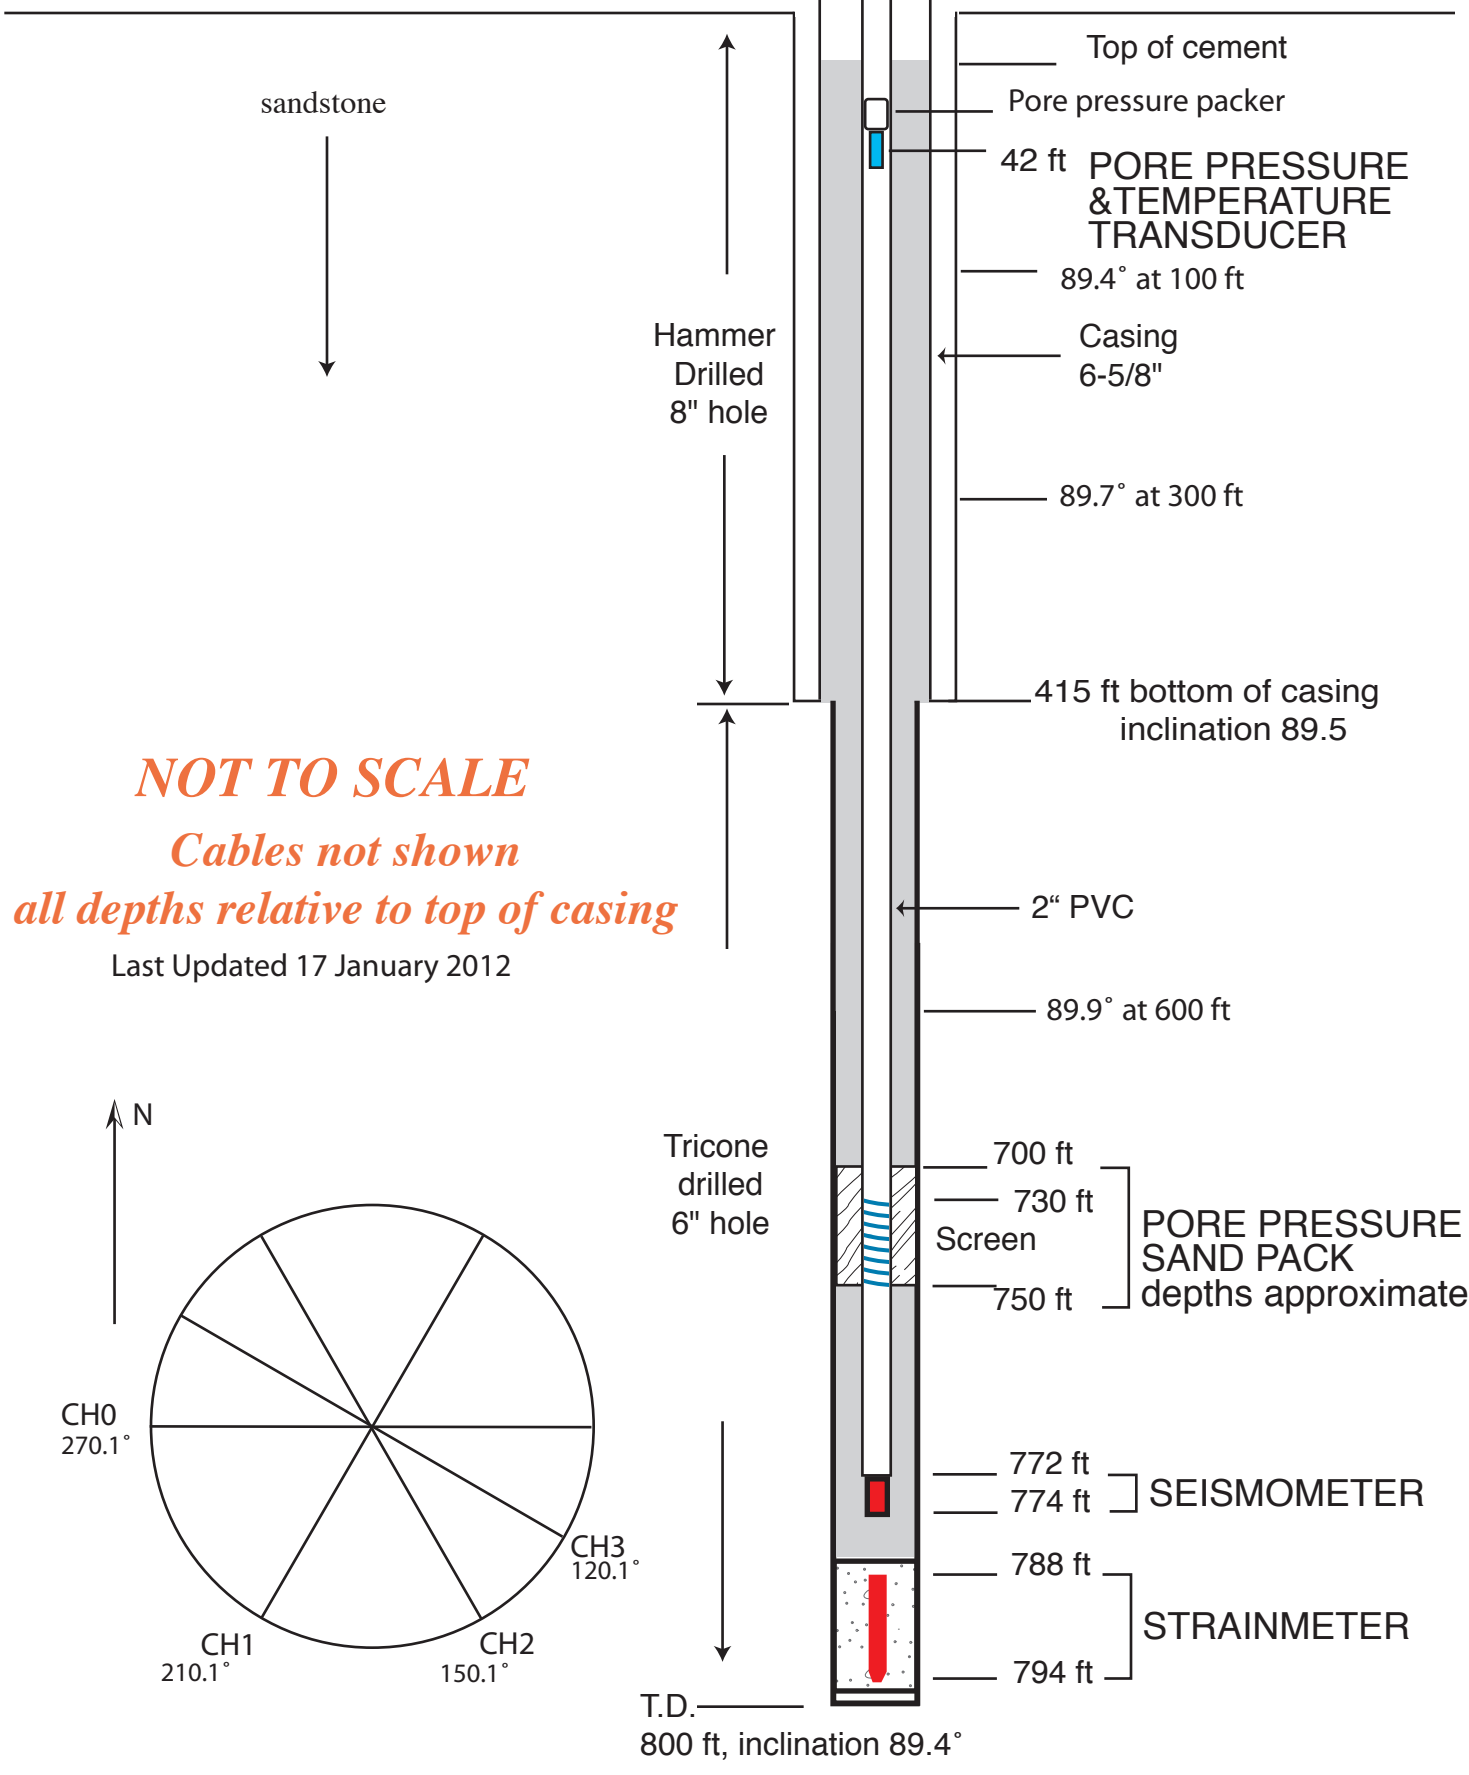 Top of cement
sandstone
Pore pressure packer
42 ft
PORE PRESSURE
&TEMPERATURE
TRANSDUCER
89.4˚ at 100 ft
Hammer
Drilled
8" hole
Casing
6-5/8"
89.7˚ at 300 ft
415 ft bottom of casing
inclination 89.5
NOT TO SCALE
Cables not shown
all depths relative to top of casing
Last Updated 17 January 2012
2“ PVC
89.9˚ at 600 ft
N
Tricone
drilled
6" hole
700 ft
730 ft
Screen
750 ft
PORE PRESSURE
SAND PACK
depths approximate
CH0
270.1˚
CH3
120.1˚
CH1
210.1˚
CH2
150.1˚
772 ft
774 ft
SEISMOMETER
788 ft
STRAINMETER
794 ft
T.D.
800 ft, inclination 89.4˚